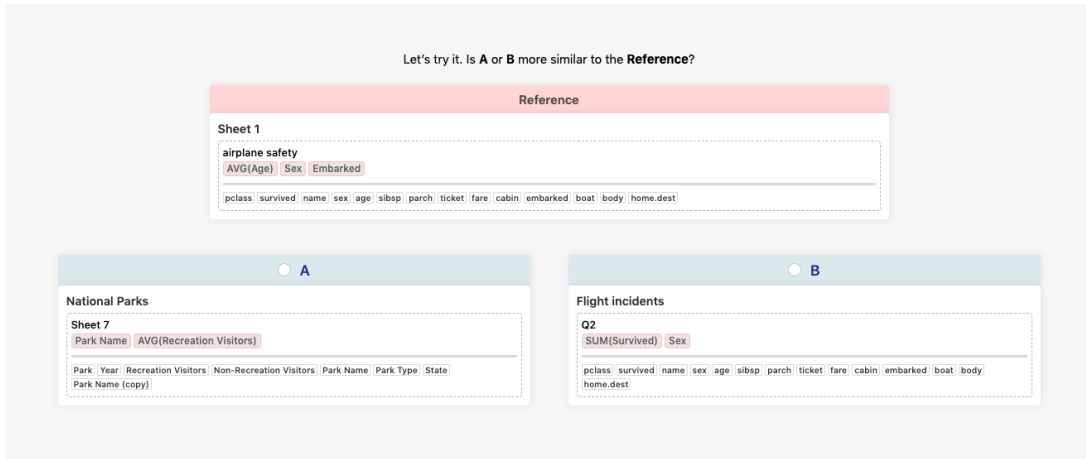 Let's try it. Is A or B more similar to the Reference?
Reference
Sheet 1
airplane safety
AVG(Age) Sex Embarked
pclass survived name sex age sibsp parch ticket fare cabin embarked boat body home.dest
A
National Parks
Sheet 7
Park Name AVG(Recreation Visitors)
Park Year Recreation Visitors Non-Recreation Visitors Park Name Park Type State
Park Name (copy)
B
Flight incidents
Q2
SUM(Survived) Sex
pclass survived name sex age sibsp parch ticket fare cabin embarked boat body
home.dest